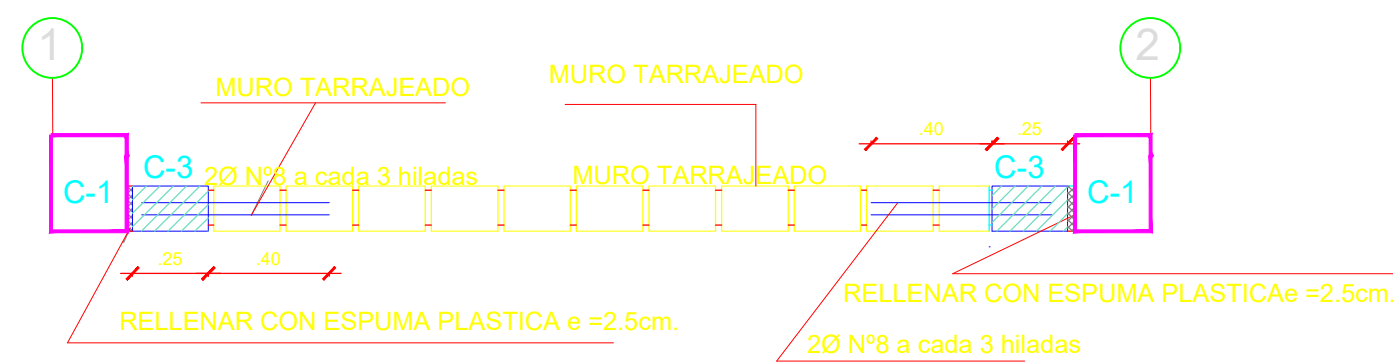 1
2
MURO TARRAJEADO
MURO TARRAJEADO
.40
.25
C-3
2Ø Nº8 a cada 3 hiladas
MURO TARRAJEADO
C-3
C-1
C-1
.25
.40
RELLENAR CON ESPUMA PLASTICAe =2.5cm.
RELLENAR CON ESPUMA PLASTICA e =2.5cm.
2Ø Nº8 a cada 3 hiladas